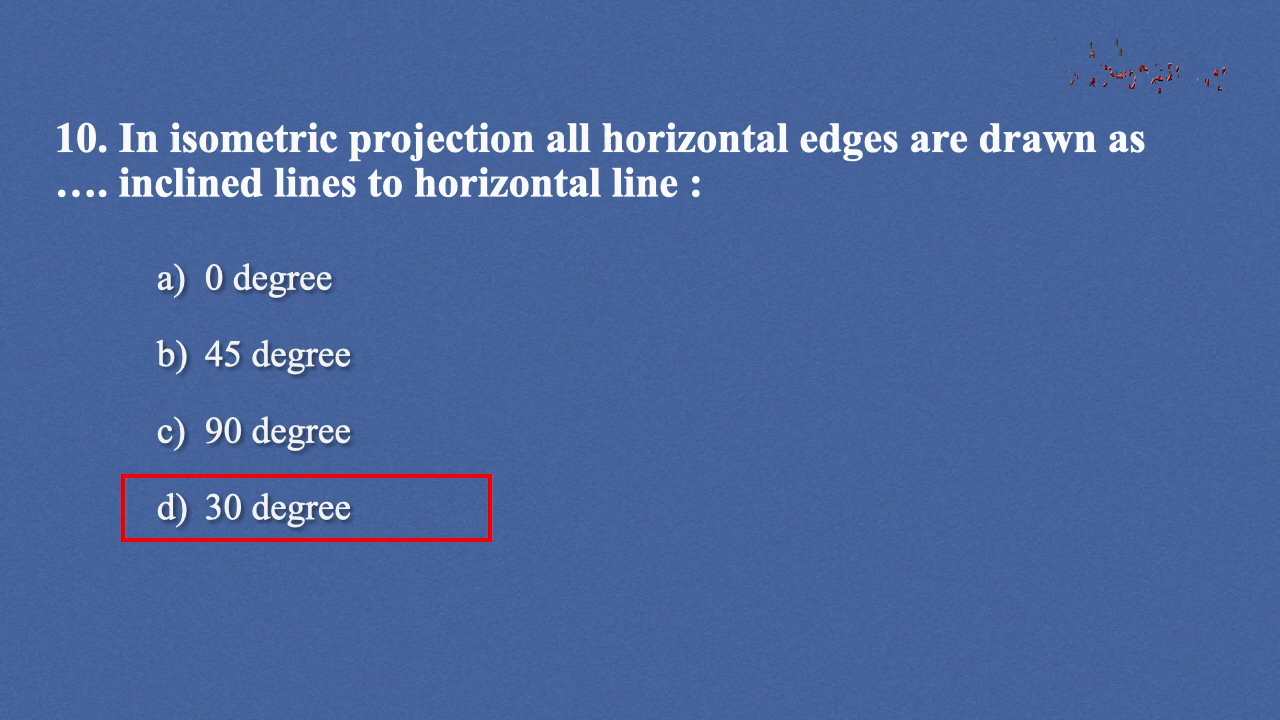 10. In isometric projection all horizontal edges are drawn as
…. inclined lines to horizontal line :
a) 0 degree
b) 45 degree
c) 90 degree
d) 30 degree